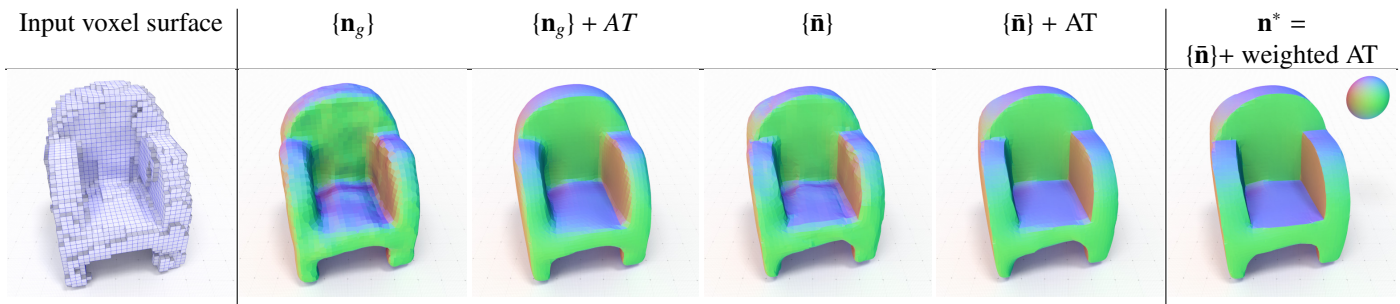 Input voxel surface
{n_g}
{n_g} + AT
{n̄}
{n̄} + AT
n* =
{n̄}+ weighted AT